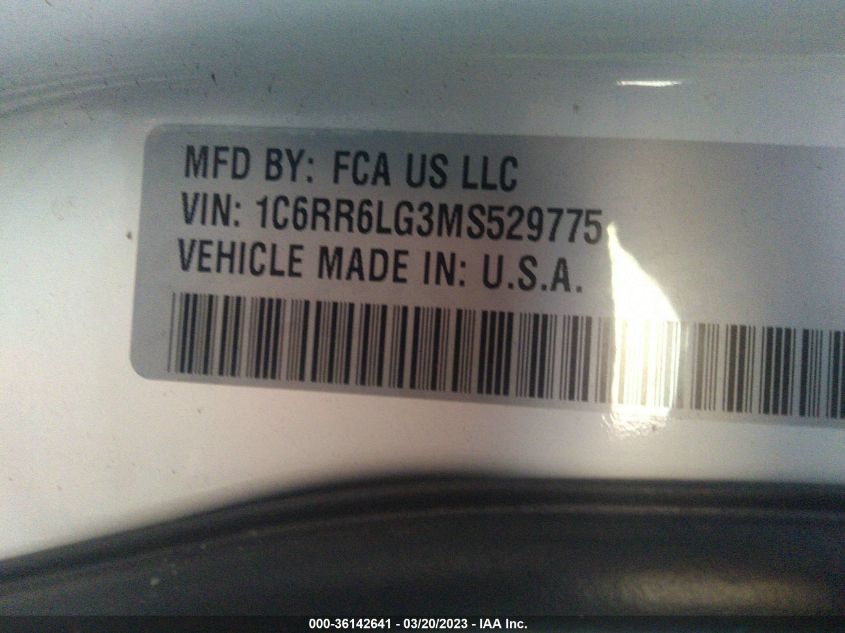 MFD BY: FCA US LLC
VIN: 1C6RR6LG3MS529775
VEHICLE MADE IN: U.S.A.
000-36142641 — 03/20/2023 — IAA Inc.